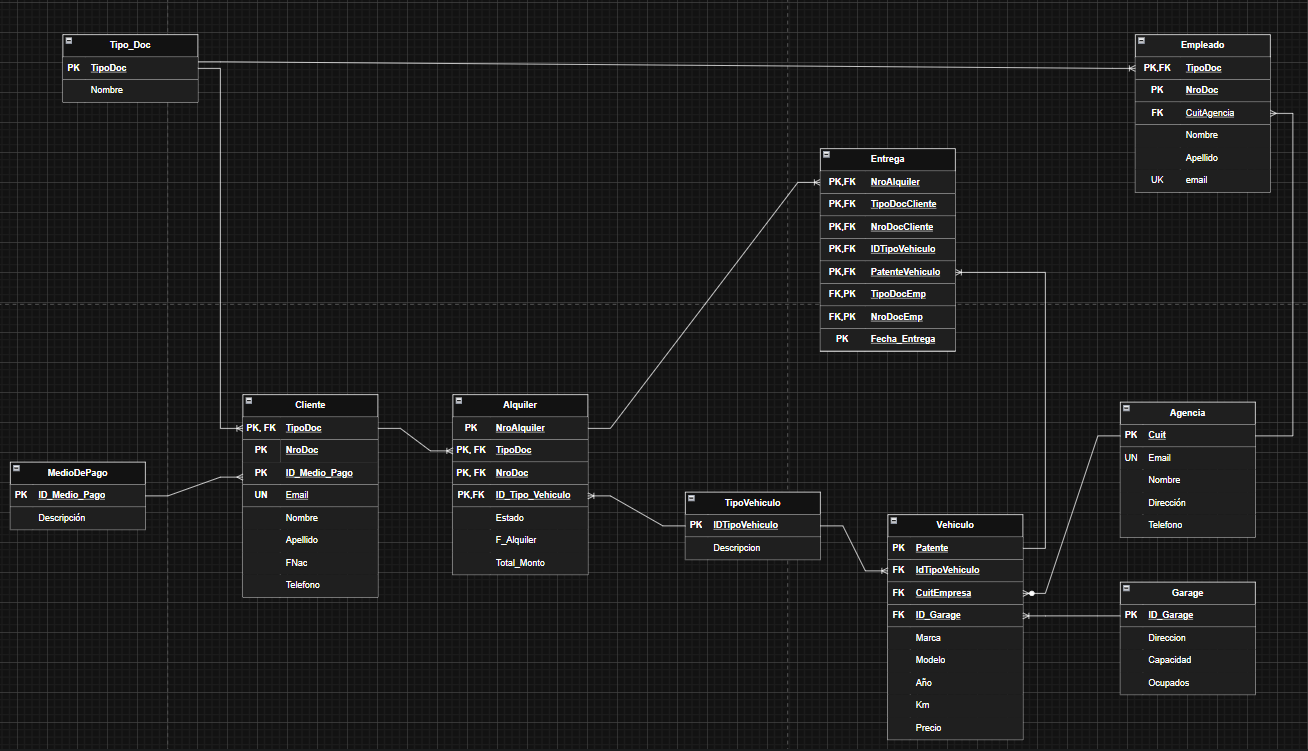 Tipo_Doc
PK TipoDoc
Nombre
Empleado
PK,FK TipoDoc
PK NroDoc
FK CuitAgencia
Nombre
Apellido
UK email
Entrega
PK,FK NroAlquiler
PK,FK TipoDocCliente
PK,FK NroDocCliente
PK,FK IDTipoVehiculo
PK,FK PatenteVehiculo
FK,PK TipoDocEmp
FK,PK NroDocEmp
PK Fecha_Entrega
Cliente
PK, FK TipoDoc
PK NroDoc
PK ID_Medio_Pago
UN Email
Nombre
Apellido
FNac
Telefono
Alquiler
PK NroAlquiler
PK, FK TipoDoc
PK, FK NroDoc
PK,FK ID_Tipo_Vehiculo
Estado
F_Alquiler
Total_Monto
Agencia
PK Cuit
UN Email
Nombre
Dirección
Telefono
MedioDePago
PK ID_Medio_Pago
Descripción
TipoVehiculo
PK IDTipoVehiculo
Descripcion
Vehiculo
PK Patente
FK IdTipoVehiculo
FK CuitEmpresa
FK ID_Garage
Marca
Modelo
Año
Km
Precio
Garage
PK ID_Garage
Direccion
Capacidad
Ocupados